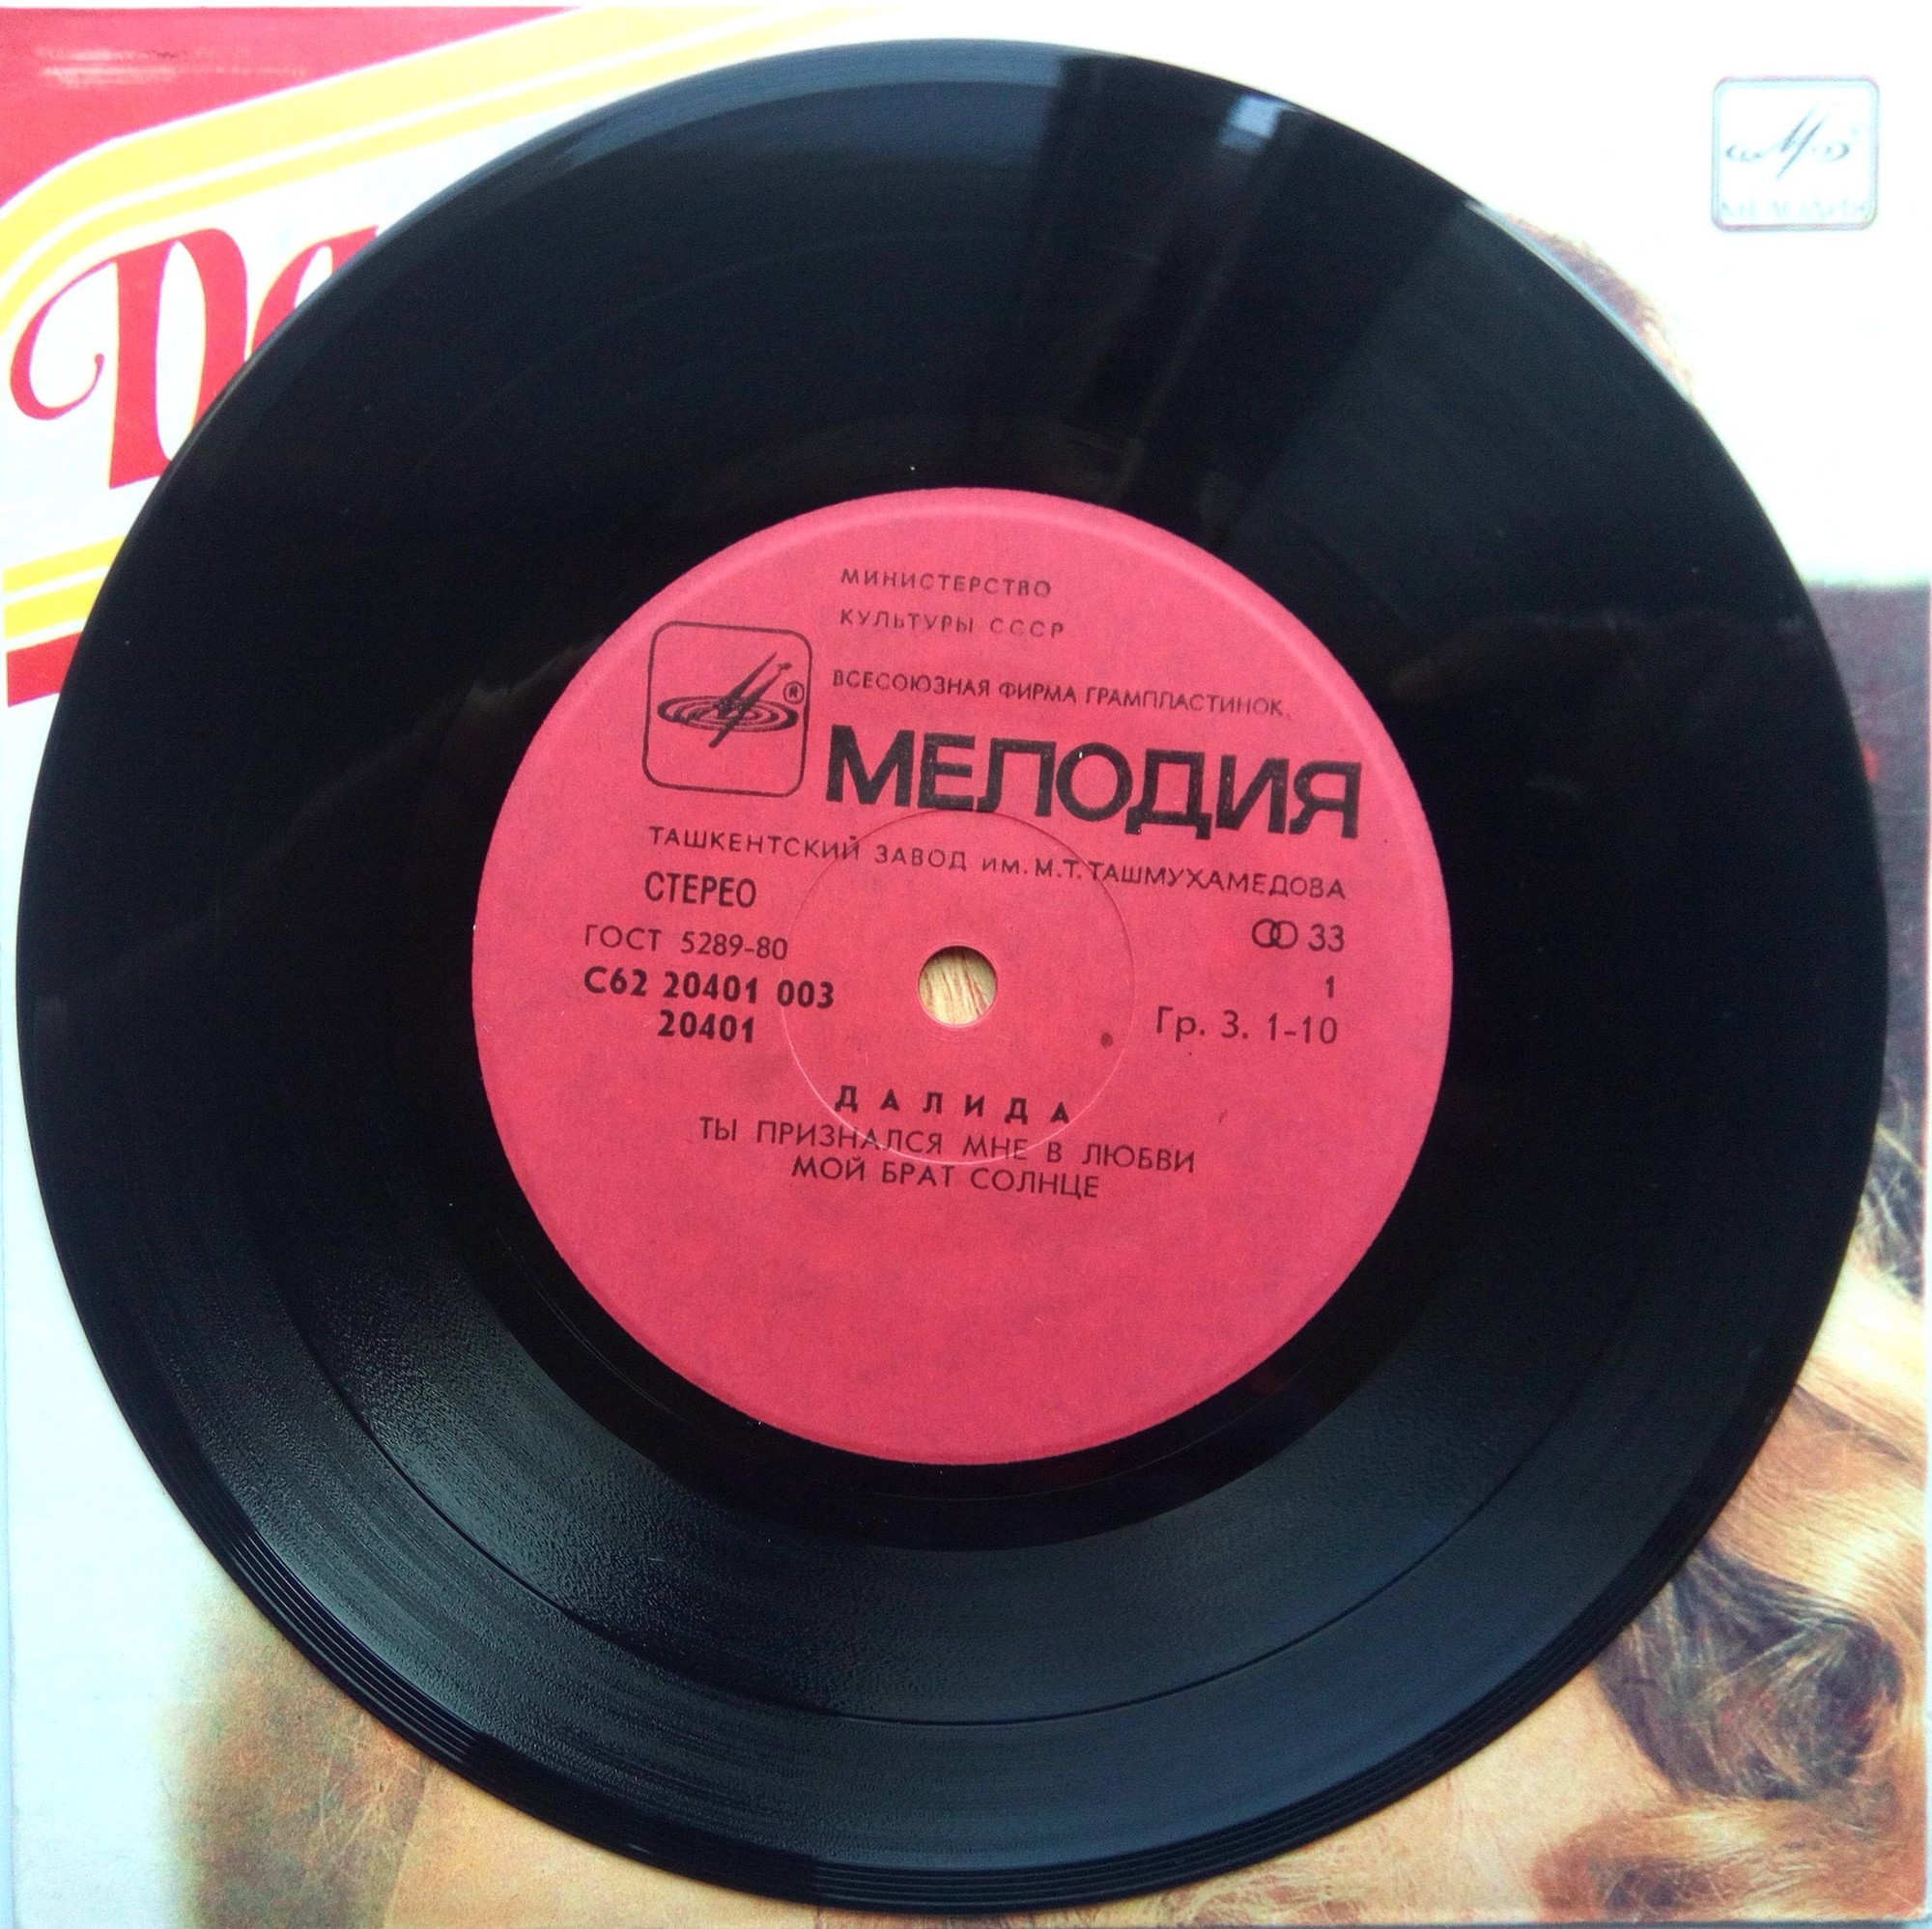 МЕЛОДИЯ
МИНИСТЕРСТВО
КУЛЬТУРЫ СССР
ВСЕСОЮЗНАЯ ФИРМА ГРАМПЛАСТИНОК
®
МЕЛОДИЯ
ТАШКЕНТСКИЙ ЗАВОД им. М.Т. ТАШМУХАМЕДОВА
СТЕРЕО
33
ГОСТ 5289-80
С62 20401 003
1
20401
Гр. 3. 1-10
ДАЛИДА
ТЫ ПРИЗНАЛСЯ МНЕ В ЛЮБВИ
МОЙ БРАТ СОЛНЦЕ